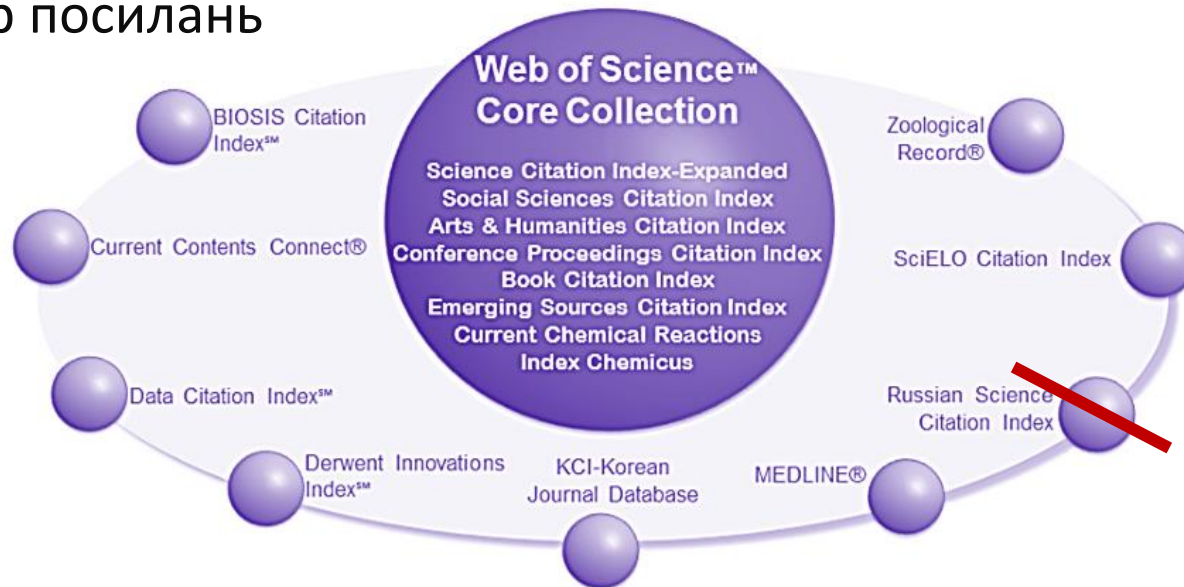 посилань
Web of Science™
Core Collection
Science Citation Index-Expanded
Social Sciences Citation Index
Arts & Humanities Citation Index
Conference Proceedings Citation Index
Book Citation Index
Emerging Sources Citation Index
Current Chemical Reactions
Index Chemicus
BIOSIS Citation
Index℠
Current Contents Connect®
Data Citation Index℠
Derwent Innovations
Index℠
KCI-Korean
Journal Database
MEDLINE®
Russian Science
Citation Index
SciELO Citation Index
Zoological
Record®